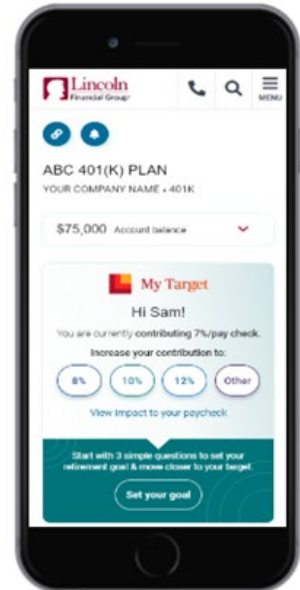 Lincoln
Financial Group®
MENU
ABC 401(K) PLAN
YOUR COMPANY NAME • 401K
$75,000 Account balance
My Target
Hi Sam!
You are currently contributing 7%/pay check.
Increase your contribution to:
8% 10% 12% Other
View impact to your paycheck
Start with 3 simple questions to set your
retirement goal & move closer to your target.
Set your goal